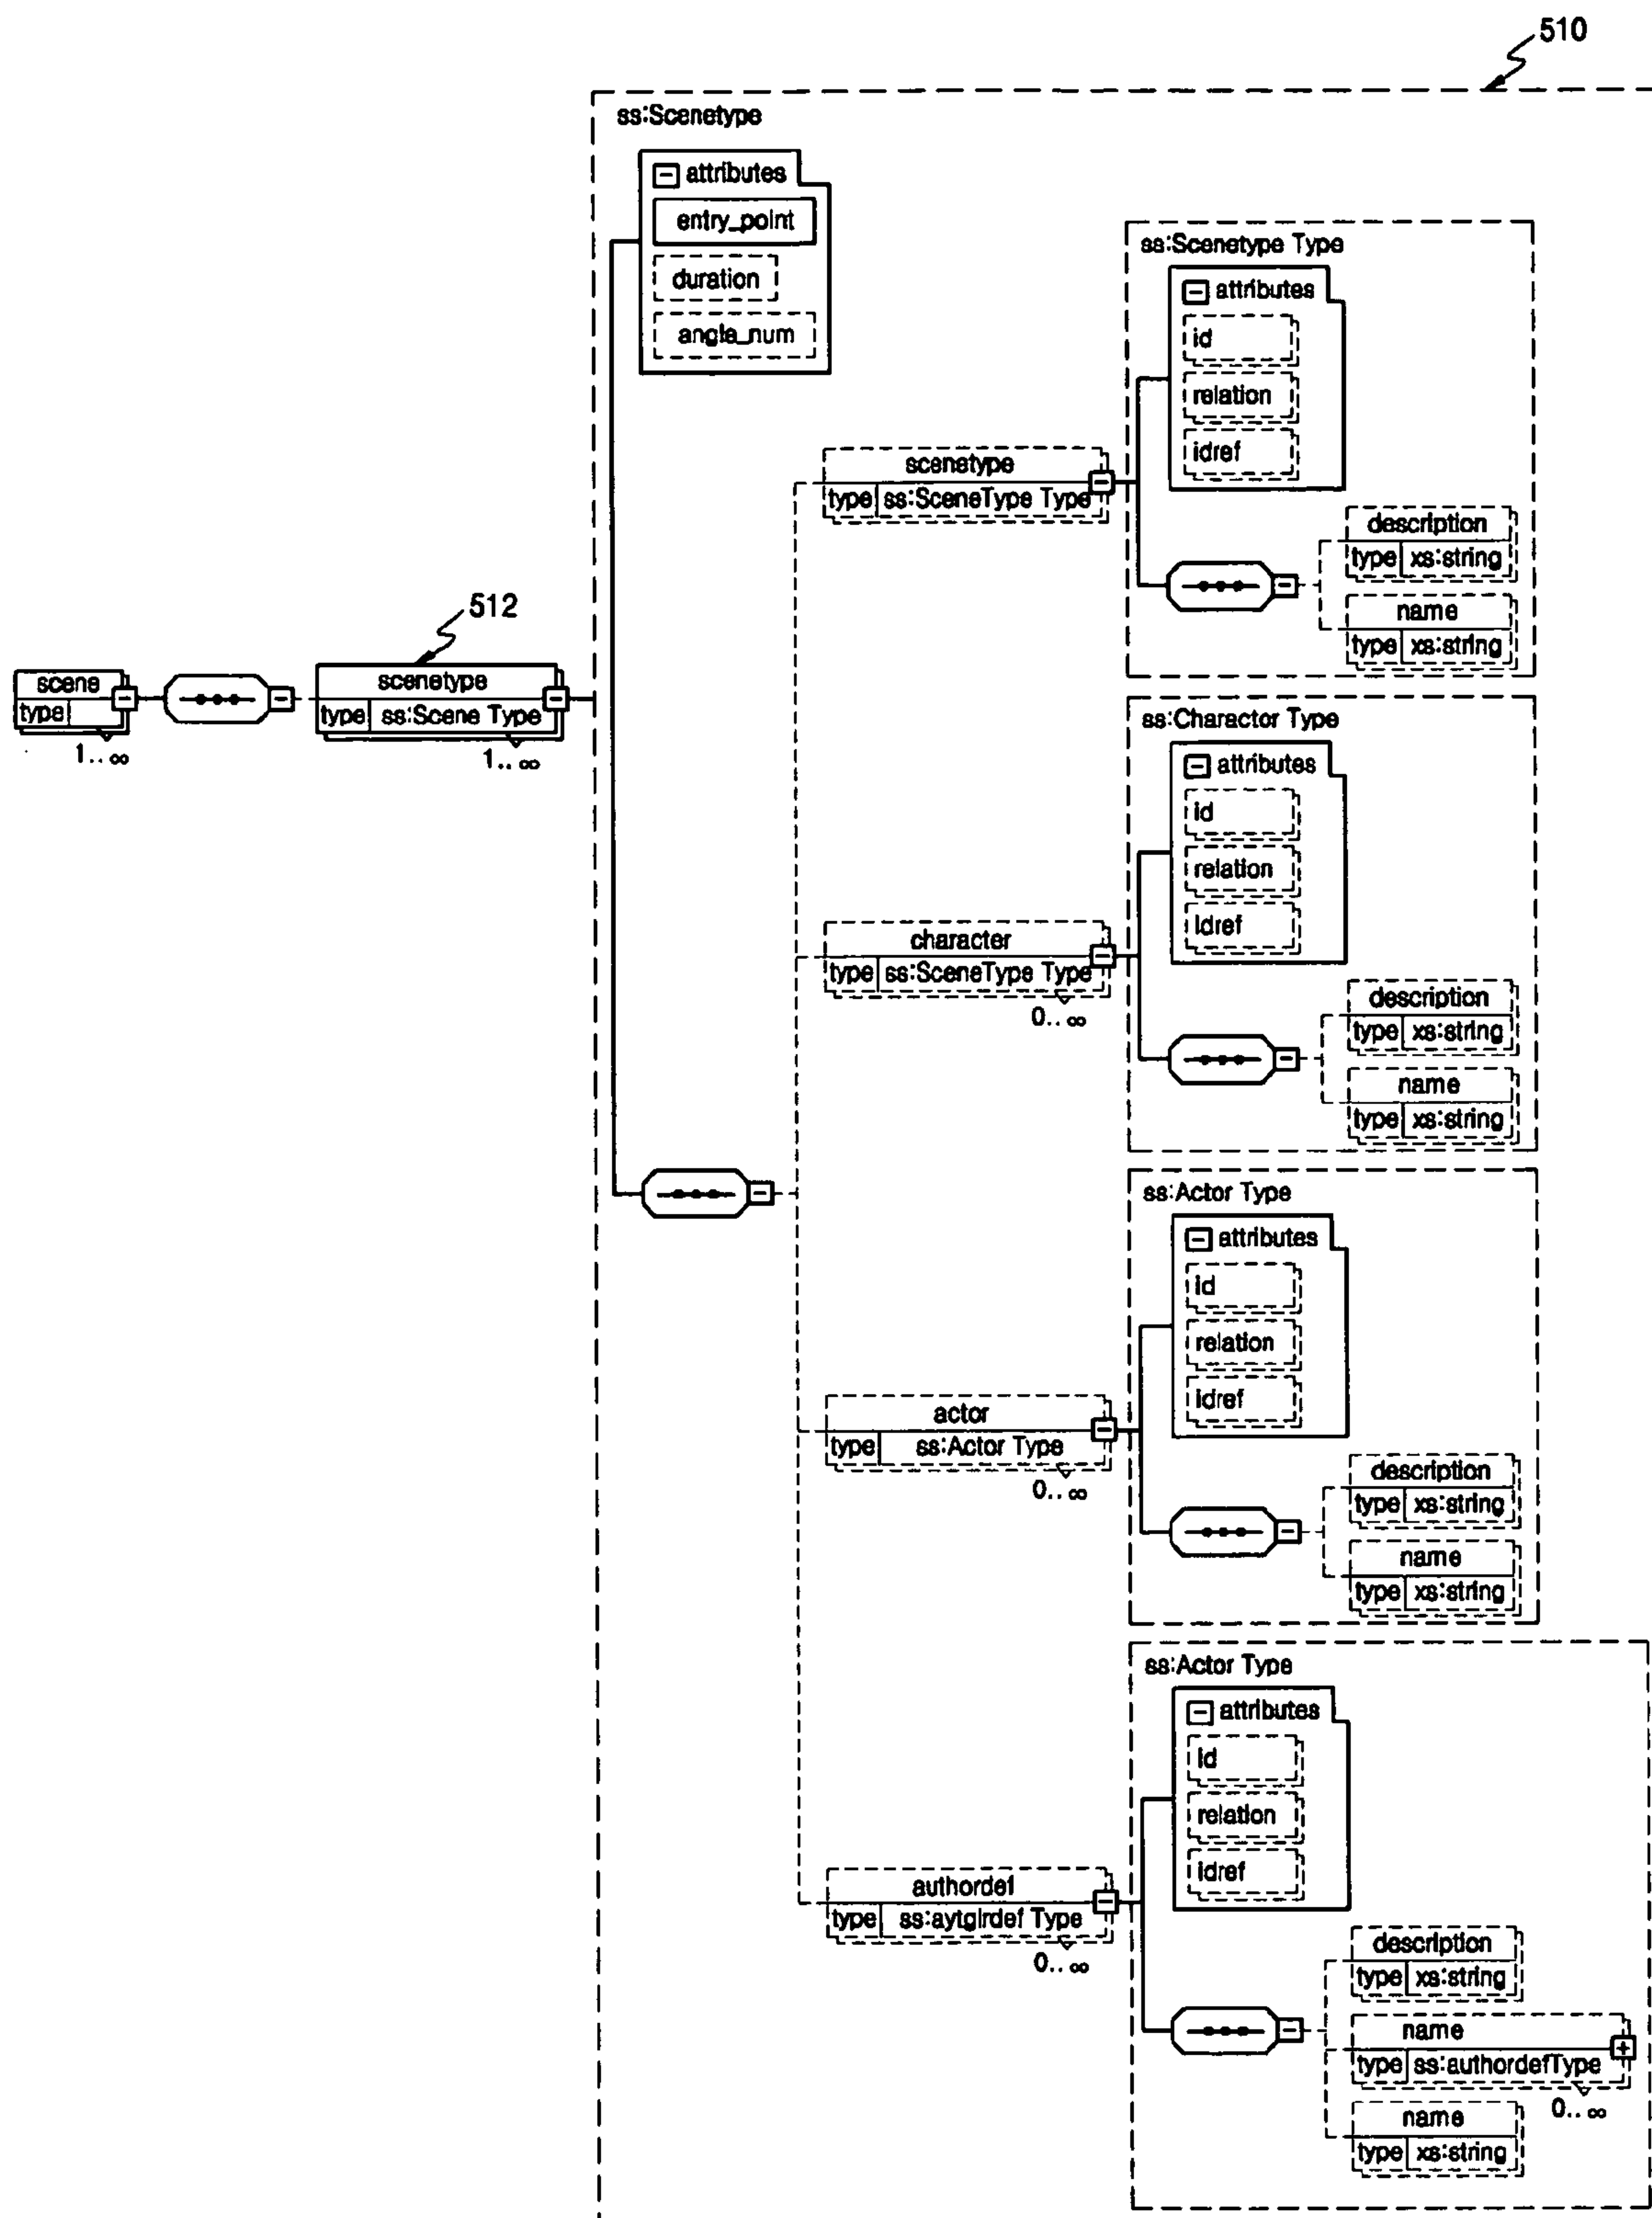 510
ss:Scenetype
attributes
entry_point
duration
angle_num
512
scene
type
1..∞
scenetype
type ss:Scene Type
1..∞
scenetype
type ss:SceneType Type
ss:Scenetype Type
attributes
id
relation
idref
description
type xs:string
name
type xs:string
character
type ss:SceneType Type
0..∞
ss:Charactor Type
attributes
id
relation
idref
description
type xs:string
name
type xs:string
actor
type ss:Actor Type
0..∞
ss:Actor Type
attributes
id
relation
idref
description
type xs:string
name
type xs:string
authordef
type ss:aytgirdef Type
0..∞
ss:Actor Type
attributes
id
relation
idref
description
type xs:string
name
type ss:authordefType
0..∞
name
type xs:string